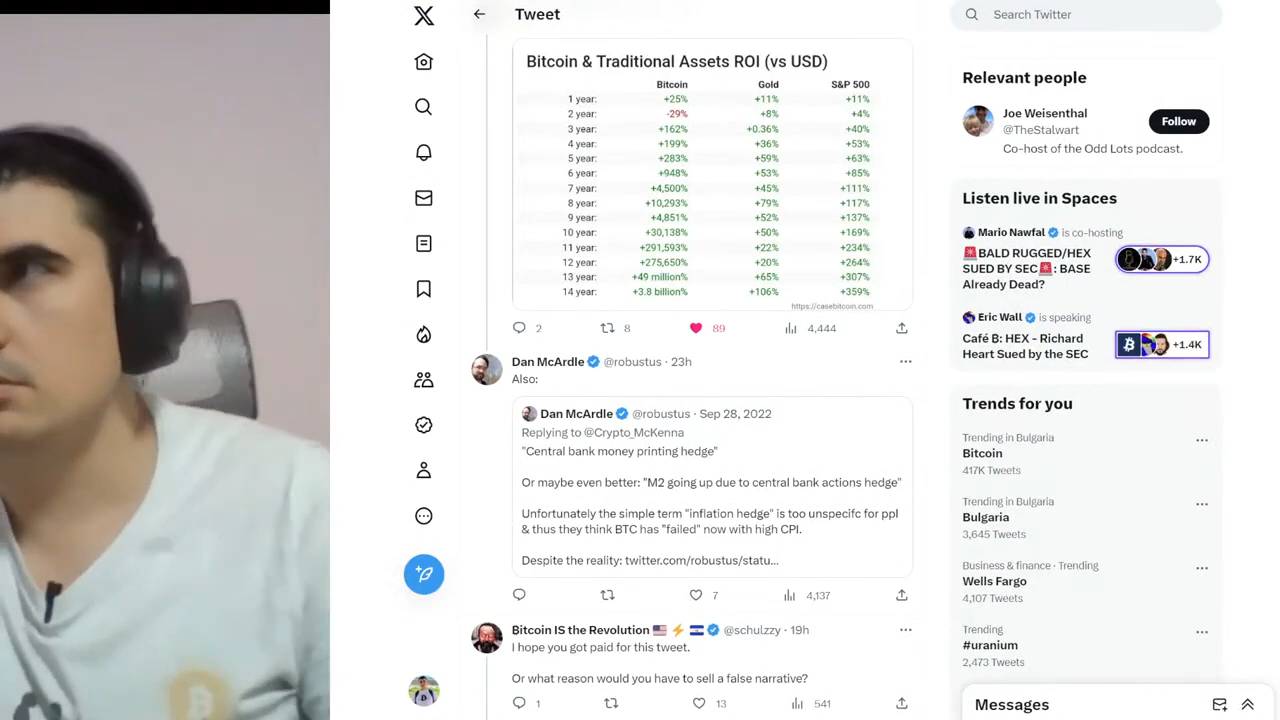 Tweet
Bitcoin & Traditional Assets ROI (vs USD)
Bitcoin Gold S&P 500
1 year: +25% +11% +11%
2 year: -29% +8% +4%
3 year: +162% +0.36% +40%
4 year: +199% +36% +53%
5 year: +283% +59% +63%
6 year: +948% +53% +85%
7 year: +4,500% +45% +111%
8 year: +10,293% +79% +117%
9 year: +4,851% +52% +137%
10 year: +30,138% +50% +169%
11 year: +291,593% +22% +234%
12 year: +275,650% +20% +264%
13 year: +49 million% +65% +307%
14 year: +3.8 billion% +106% +359%
https://casebitcoin.com
2 8 89 4,444
Dan McArdle @robustus · 23h
Also:
Dan McArdle @robustus · Sep 28, 2022
Replying to @Crypto_McKenna
"Central bank money printing hedge"
Or maybe even better: "M2 going up due to central bank actions hedge"
Unfortunately the simple term "inflation hedge" is too unspecifc for ppl
& thus they think BTC has "failed" now with high CPI.
Despite the reality: twitter.com/robustus/statu...
7 4,137
Bitcoin IS the Revolution 🇺🇸 ⚡ 🇸🇻 @schulzzy · 19h
I hope you got paid for this tweet.
Or what reason would you have to sell a false narrative?
1 13 541
Search Twitter
Relevant people
Joe Weisenthal
@TheStalwart
Follow
Co-host of the Odd Lots podcast.
Listen live in Spaces
Mario Nawfal is co-hosting
🚨BALD RUGGED/HEX
SUED BY SEC🚨: BASE
Already Dead?
+1.7K
Eric Wall is speaking
Café ₿: HEX - Richard
Heart Sued by the SEC
+1.4K
Trends for you
Trending in Bulgaria
Bitcoin
417K Tweets
Trending in Bulgaria
Bulgaria
3,645 Tweets
Business & finance · Trending
Wells Fargo
4,107 Tweets
Trending
#uranium
2,473 Tweets
Messages